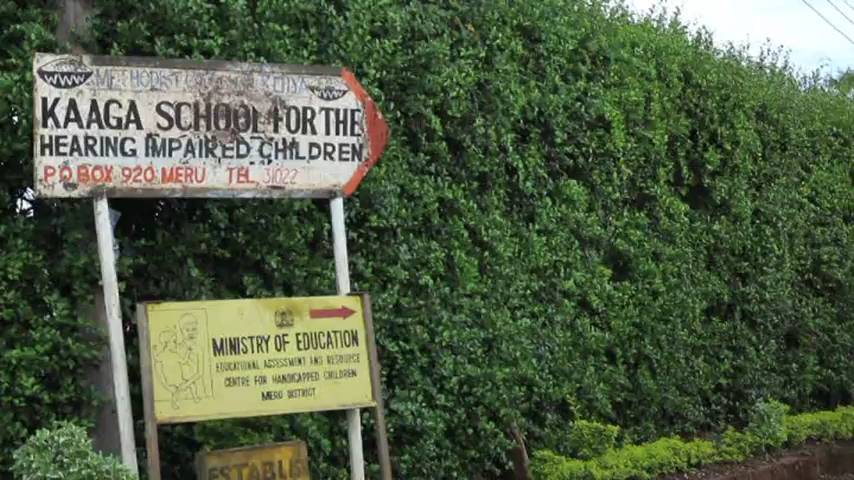 KAAGA SCHOOL FOR THE
HEARING IMPAIRED CHILDREN
P.O BOX 920, MERU TEL, 31022
MINISTRY OF EDUCATION
EDUCATIONAL ASSESSMENT AND RESOURCE
CENTRE FOR HANDICAPPED CHILDREN
MERU DISTRICT